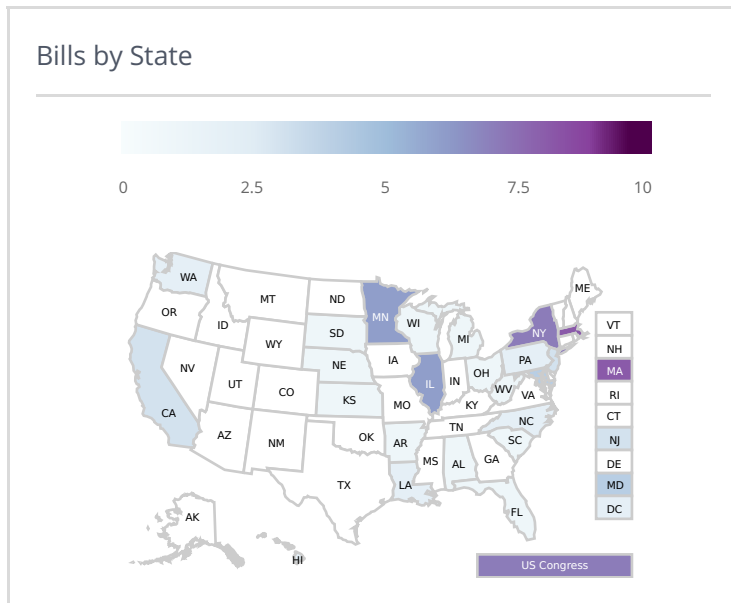 Bills by State
0 2.5 5 7.5 10
WA
MT
ND
ME
OR
MN
ID
SD
WI
NY
VT
WY
MI
NH
NE
IA
PA
NV
OH
MA
UT
IL
IN
CO
WV
RI
KS
MO
VA
CA
KY
CT
NC
AZ
OK
TN
NM
AR
SC
NJ
MS
AL
GA
DE
TX
LA
MD
FL
DC
AK
HI
US Congress